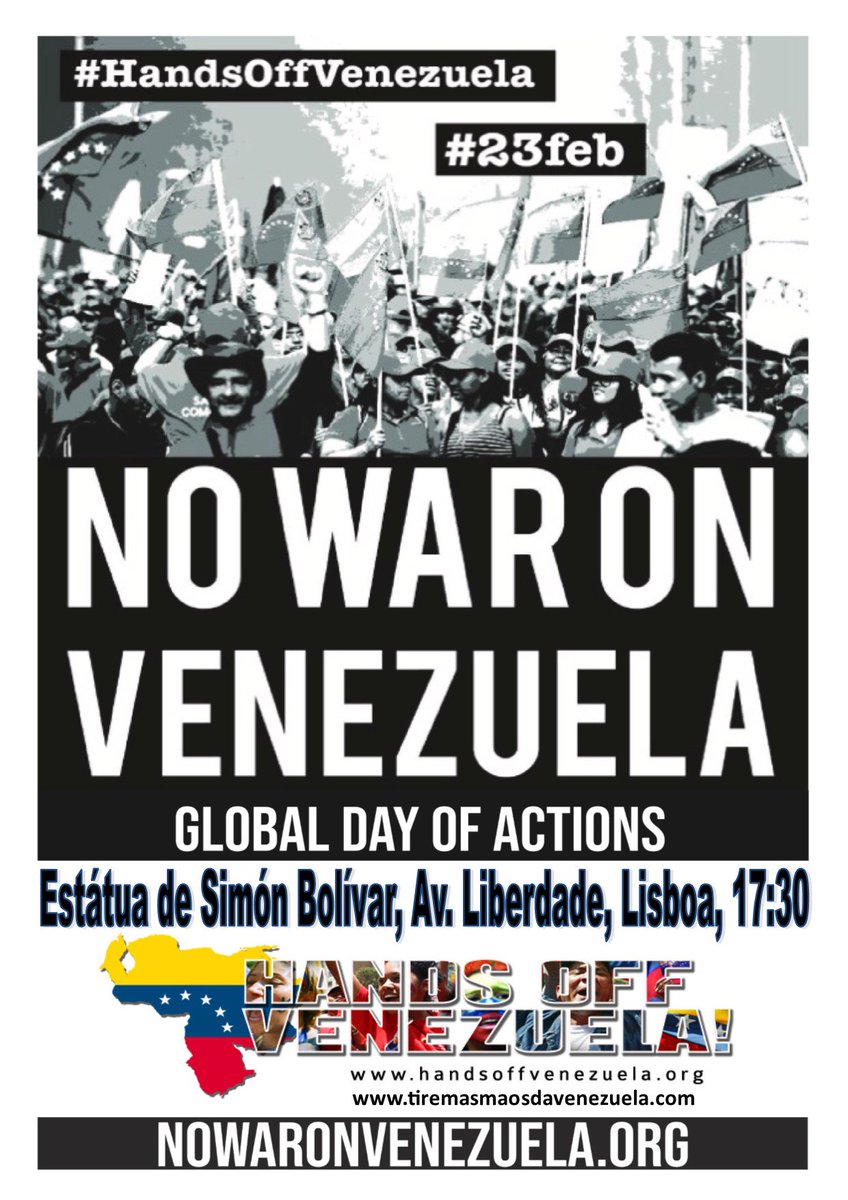 #HandsOffVenezuela
#23feb
NO WAR ON
VENEZUELA
GLOBAL DAY OF ACTIONS
Estátua de Simón Bolívar, Av. Liberdade, Lisboa, 17:30
HANDS OFF
VENEZUELA!
www.handsoffvenezuela.org
www.tiremasmaosdavenezuela.com
NOWARONVENEZUELA.ORG